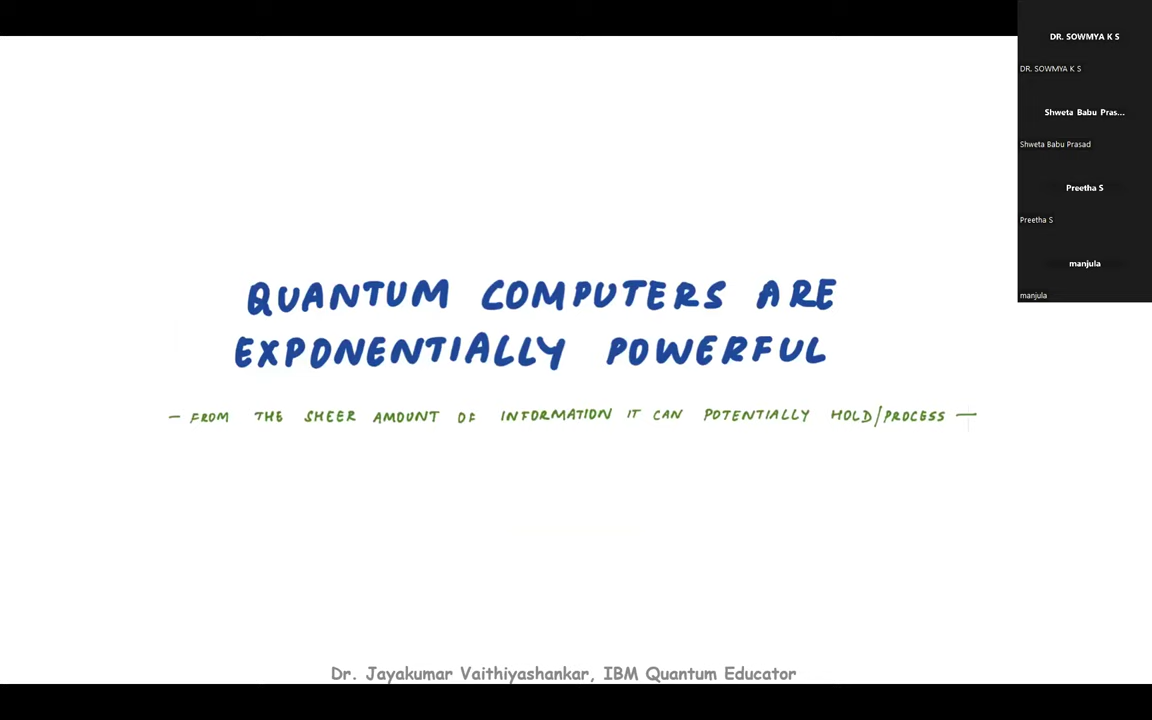 QUANTUM COMPUTERS ARE
EXPONENTIALLY POWERFUL
— FROM THE SHEER AMOUNT OF INFORMATION IT CAN POTENTIALLY HOLD/PROCESS —
Dr. Jayakumar Vaithiyashankar, IBM Quantum Educator
DR. SOWMYA K S
DR. SOWMYA K S
Shweta Babu Pras...
Shweta Babu Prasad
Preetha S
Preetha S
manjula
manjula